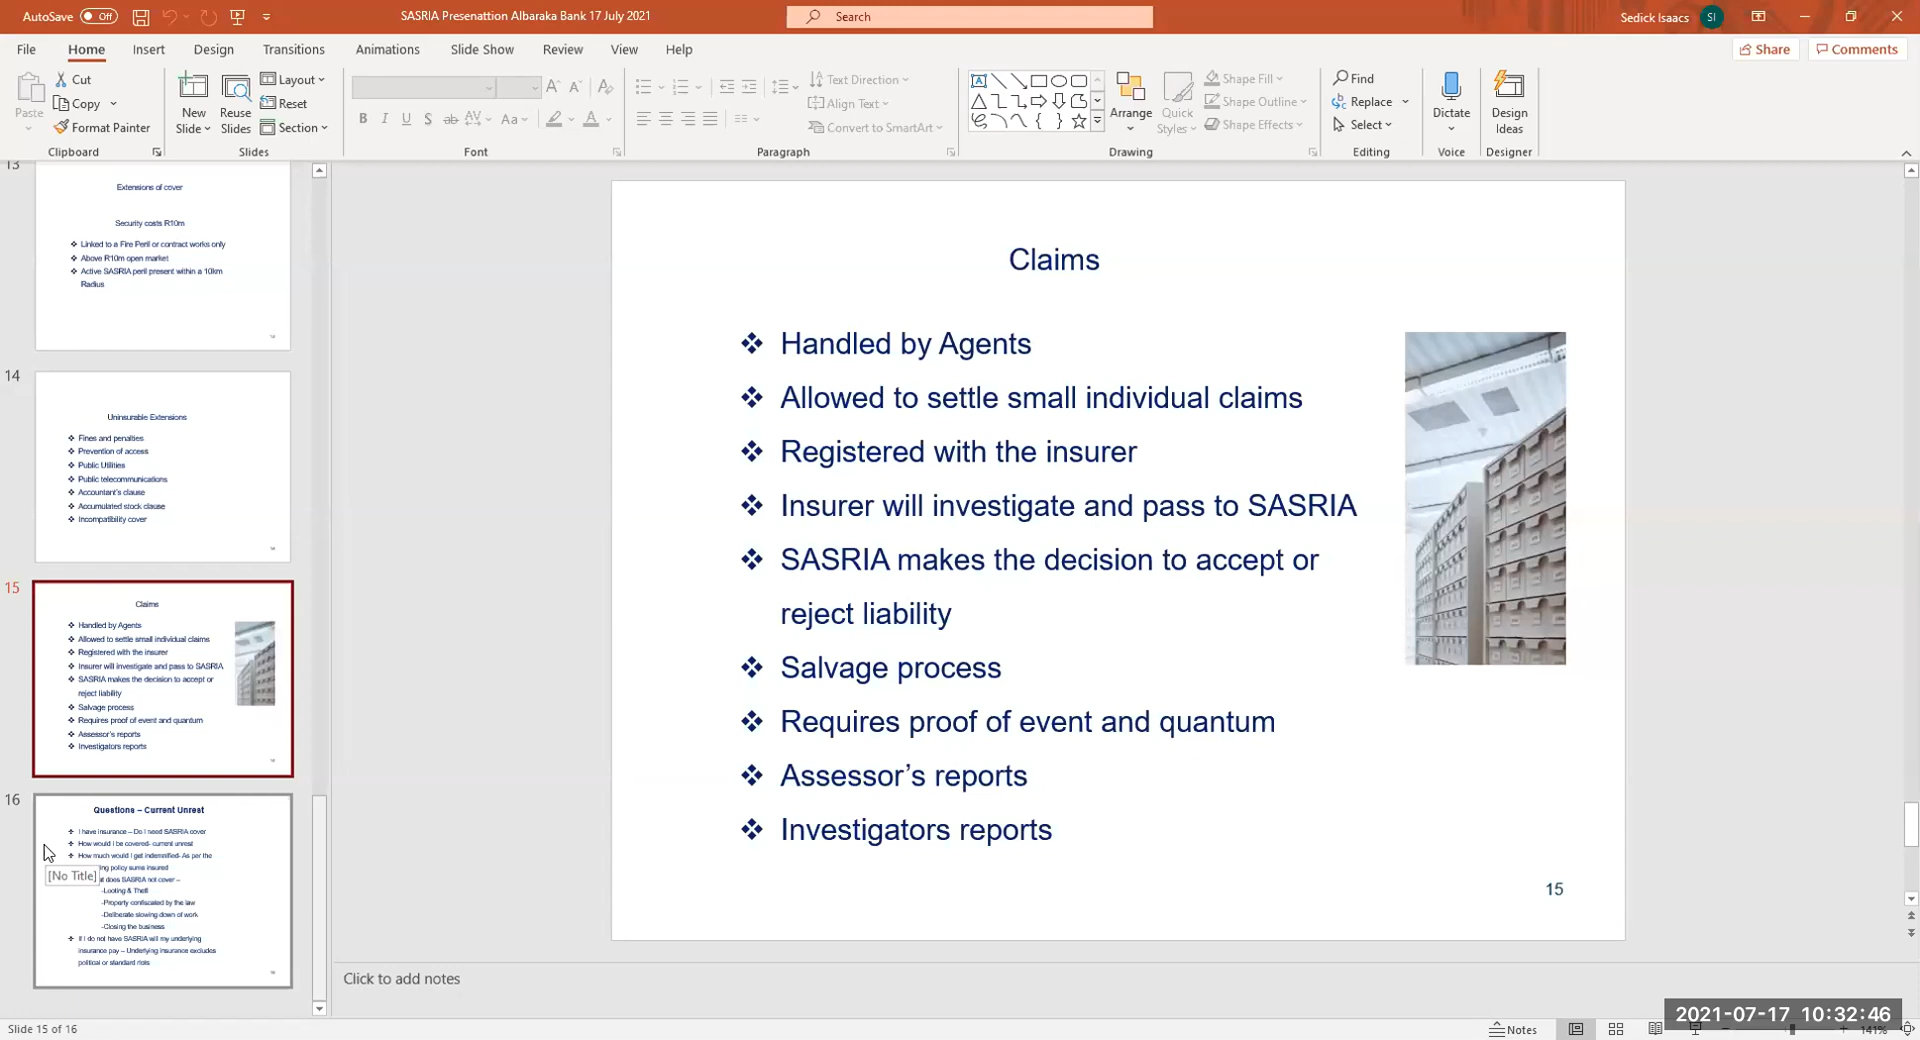 AutoSave Off
SASRIA Presenattion Albaraka Bank 17 July 2021
Search
Sedick Isaacs SI
File Home Insert Design Transitions Animations Slide Show Review View Help
Share Comments
Paste
Cut
Copy
Format Painter
Clipboard
New Slide
Reuse Slides
Layout
Reset
Section
Slides
B I U S ab AV Aa A
Font
Text Direction
Align Text
Convert to SmartArt
Paragraph
Arrange
Quick Styles
Shape Fill
Shape Outline
Shape Effects
Drawing
Find
Replace
Select
Editing
Dictate
Voice
Design Ideas
Designer
13
Extensions of cover
Security costs R10m
Linked to a Fire Peril or contract works only
Above R10m open market
Active SASRIA peril present within a 10km
Radius
14
Uninsurable Extensions
Fines and penalties
Prevention of access
Public Utilities
Public telecommunications
Accountant's clause
Accumulated stock clause
Incompatibility cover
15
Claims
Handled by Agents
Allowed to settle small individual claims
Registered with the insurer
Insurer will investigate and pass to SASRIA
SASRIA makes the decision to accept or
reject liability
Salvage process
Requires proof of event and quantum
Assessor's reports
Investigators reports
16
Questions – Current Unrest
I have insurance – Do I need SASRIA cover
How would I be covered- current unrest
How much would I get indemnified- As per the
policy sums insured
does SASRIA not cover –
-Looting & Theft
-Property confiscated by the law
-Deliberate slowing down of work
-Closing the business
If I do not have SASRIA will my underlying
insurance pay – Underlying insurance excludes
political or standard risks
[No Title]
Claims
Handled by Agents
Allowed to settle small individual claims
Registered with the insurer
Insurer will investigate and pass to SASRIA
SASRIA makes the decision to accept or
reject liability
Salvage process
Requires proof of event and quantum
Assessor’s reports
Investigators reports
15
Click to add notes
Slide 15 of 16
Notes
2021-07-17 10:32:46
141%